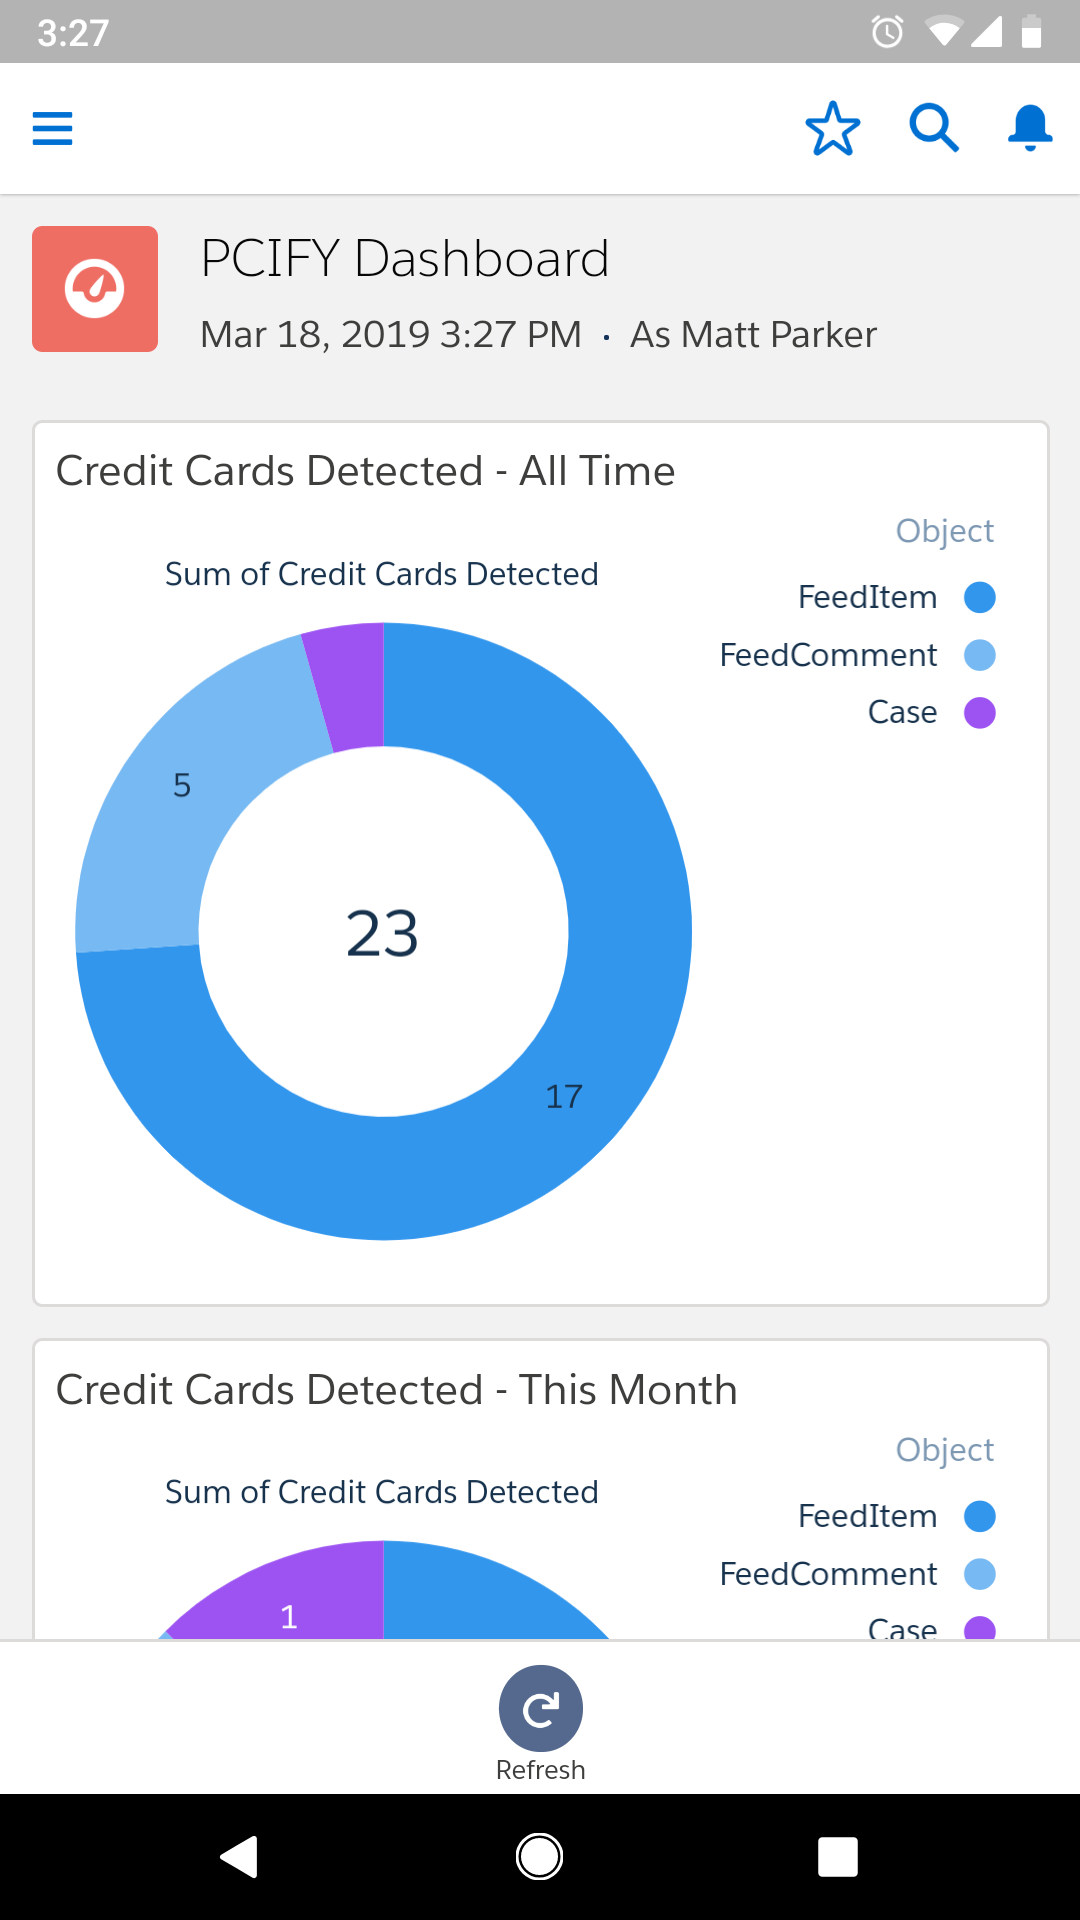 3:27
PCIFY Dashboard
Mar 18, 2019 3:27 PM · As Matt Parker
Credit Cards Detected - All Time
Object
Sum of Credit Cards Detected
FeedItem
FeedComment
Case
5
23
17
Credit Cards Detected - This Month
Object
Sum of Credit Cards Detected
FeedItem
FeedComment
Case
1
Refresh